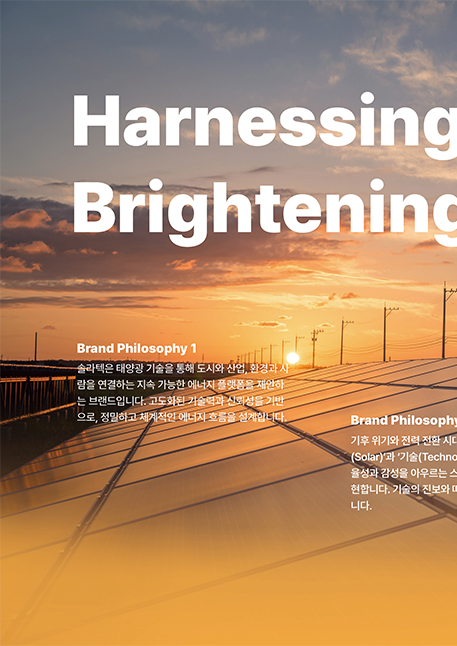 Harnessing
Brightening
Brand Philosophy 1
솔라텍은 태양광 기술을 통해 도시와 산업, 환경과 사
람을 연결하는 지속 가능한 에너지 플랫폼을 제안하
는 브랜드입니다. 고도화된 기술력과 신뢰성을 기반
으로, 정밀하고 체계적인 에너지 흐름을 설계합니다.
Brand Philosophy
기후 위기와 전력 전환 시대
(Solar)'과 '기술(Techno
율성과 감성을 아우르는 스
현합니다. 기술의 진보와
니다.